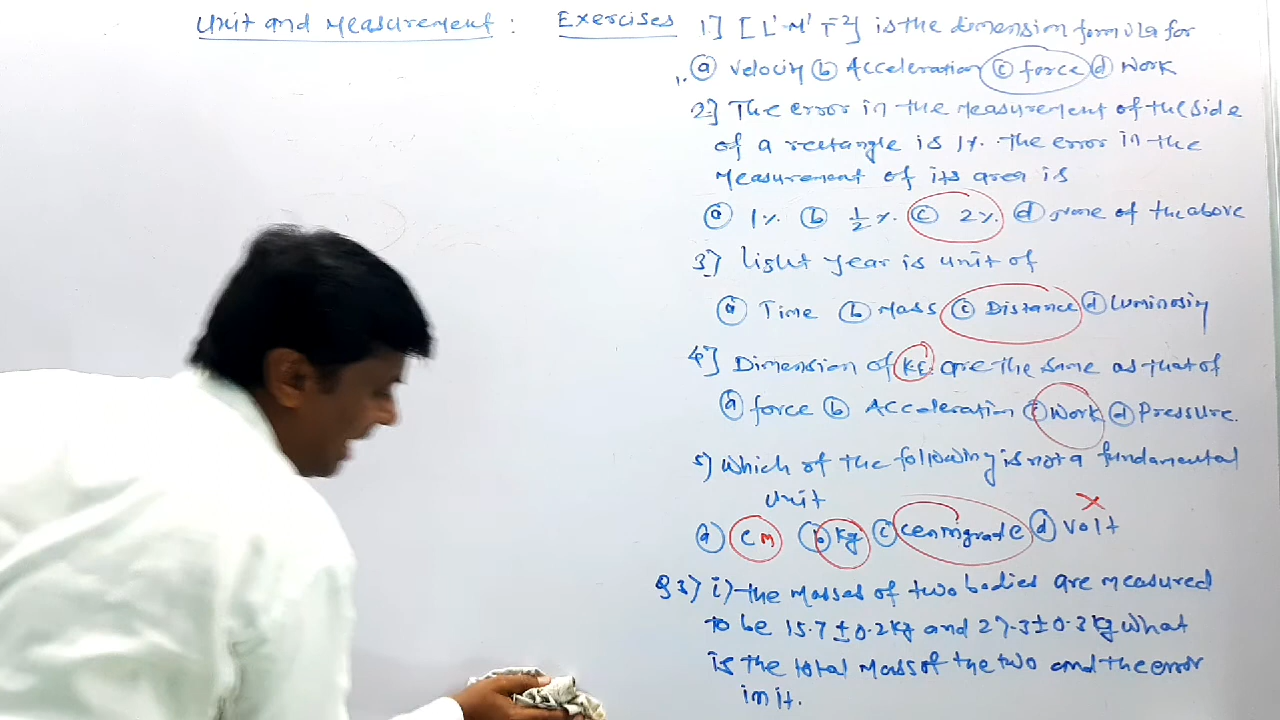 Unit and Measurement : Exercises
1.] [L¹ M¹ T⁻²] is the dimension formula for
1. (a) velocity (b) Acceleration (c) force (d) Work
2.] The error in the measurement of the side
of a rectangle is 1%. The error in the
Measurement of its area is
(a) 1%. (b) 1/2 %. (c) 2%. (d) none of the above
3.] Light year is unit of
(a) Time (b) Mass (c) Distance (d) Luminosity
4.] Dimension of K.E. are the same as that of
(a) force (b) Acceleration (c) Work (d) Pressure.
5.) Which of the following is not a fundamental
unit
(a) cm (b) kg (c) centigrade (d) volt
Q3) i) the Masses of two bodies are measured
to be 15.7 ± 0.2 kg and 27.3 ± 0.3 kg what
is the total Mass of the two and the error
in it.